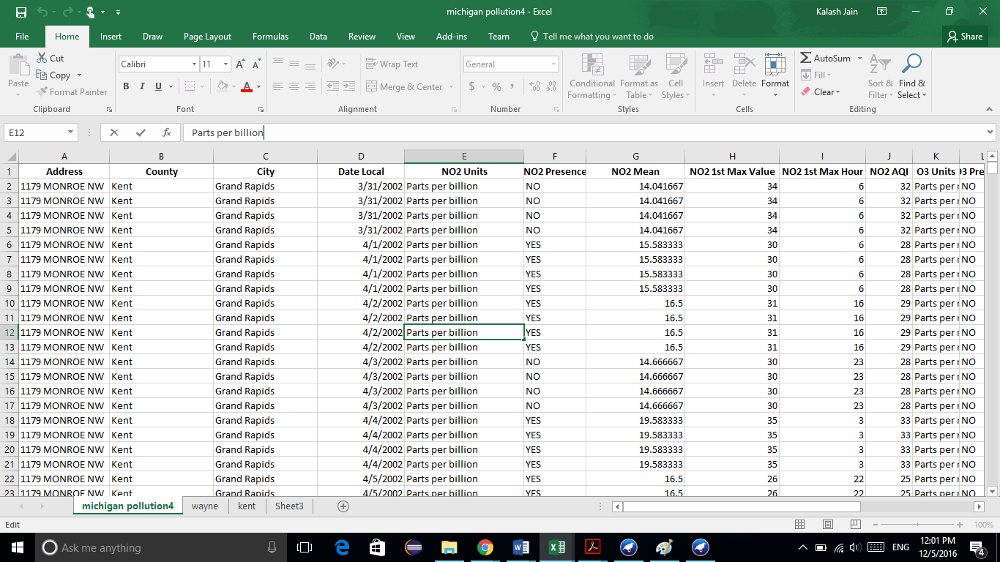 michigan pollution4 - Excel
Kalash Jain
File Home Insert Draw Page Layout Formulas Data Review View Add-ins Team Tell me what you want to do Share
Paste Cut Copy Format Painter Clipboard
Calibri 11 B I U A A A Font
Wrap Text Merge & Center Alignment
General $ % , Number
Conditional Formatting Format as Table Cell Styles Styles
Insert Delete Format Cells
AutoSum Fill Clear Sort & Filter Find & Select Editing
E12 fx Parts per billion
A B C D E F G H I J K L
1 Address County City Date Local NO2 Units NO2 Presence NO2 Mean NO2 1st Max Value NO2 1st Max Hour NO2 AQI O3 Units O3 Pre
2 1179 MONROE NW Kent Grand Rapids 3/31/2002 Parts per billion NO 14.041667 34 6 32 Parts per NO
3 1179 MONROE NW Kent Grand Rapids 3/31/2002 Parts per billion NO 14.041667 34 6 32 Parts per NO
4 1179 MONROE NW Kent Grand Rapids 3/31/2002 Parts per billion NO 14.041667 34 6 32 Parts per NO
5 1179 MONROE NW Kent Grand Rapids 3/31/2002 Parts per billion NO 14.041667 34 6 32 Parts per NO
6 1179 MONROE NW Kent Grand Rapids 4/1/2002 Parts per billion YES 15.583333 30 6 28 Parts per NO
7 1179 MONROE NW Kent Grand Rapids 4/1/2002 Parts per billion YES 15.583333 30 6 28 Parts per NO
8 1179 MONROE NW Kent Grand Rapids 4/1/2002 Parts per billion YES 15.583333 30 6 28 Parts per NO
9 1179 MONROE NW Kent Grand Rapids 4/1/2002 Parts per billion YES 15.583333 30 6 28 Parts per NO
10 1179 MONROE NW Kent Grand Rapids 4/2/2002 Parts per billion YES 16.5 31 16 29 Parts per NO
11 1179 MONROE NW Kent Grand Rapids 4/2/2002 Parts per billion YES 16.5 31 16 29 Parts per NO
12 1179 MONROE NW Kent Grand Rapids 4/2/2002 Parts per billion YES 16.5 31 16 29 Parts per NO
13 1179 MONROE NW Kent Grand Rapids 4/2/2002 Parts per billion YES 16.5 31 16 29 Parts per NO
14 1179 MONROE NW Kent Grand Rapids 4/3/2002 Parts per billion NO 14.666667 30 23 28 Parts per NO
15 1179 MONROE NW Kent Grand Rapids 4/3/2002 Parts per billion NO 14.666667 30 23 28 Parts per NO
16 1179 MONROE NW Kent Grand Rapids 4/3/2002 Parts per billion NO 14.666667 30 23 28 Parts per NO
17 1179 MONROE NW Kent Grand Rapids 4/3/2002 Parts per billion NO 14.666667 30 23 28 Parts per NO
18 1179 MONROE NW Kent Grand Rapids 4/4/2002 Parts per billion YES 19.583333 35 3 33 Parts per NO
19 1179 MONROE NW Kent Grand Rapids 4/4/2002 Parts per billion YES 19.583333 35 3 33 Parts per NO
20 1179 MONROE NW Kent Grand Rapids 4/4/2002 Parts per billion YES 19.583333 35 3 33 Parts per NO
21 1179 MONROE NW Kent Grand Rapids 4/4/2002 Parts per billion YES 19.583333 35 3 33 Parts per NO
22 1179 MONROE NW Kent Grand Rapids 4/5/2002 Parts per billion YES 16.5 26 22 25 Parts per NO
23 1179 MONROE NW Kent Grand Rapids 4/5/2002 Parts per billion YES 16.5 26 22 25 Parts per NO
michigan pollution4 wayne kent Sheet3
Edit 100%
Ask me anything ENG 12:01 PM
12/5/2016 4